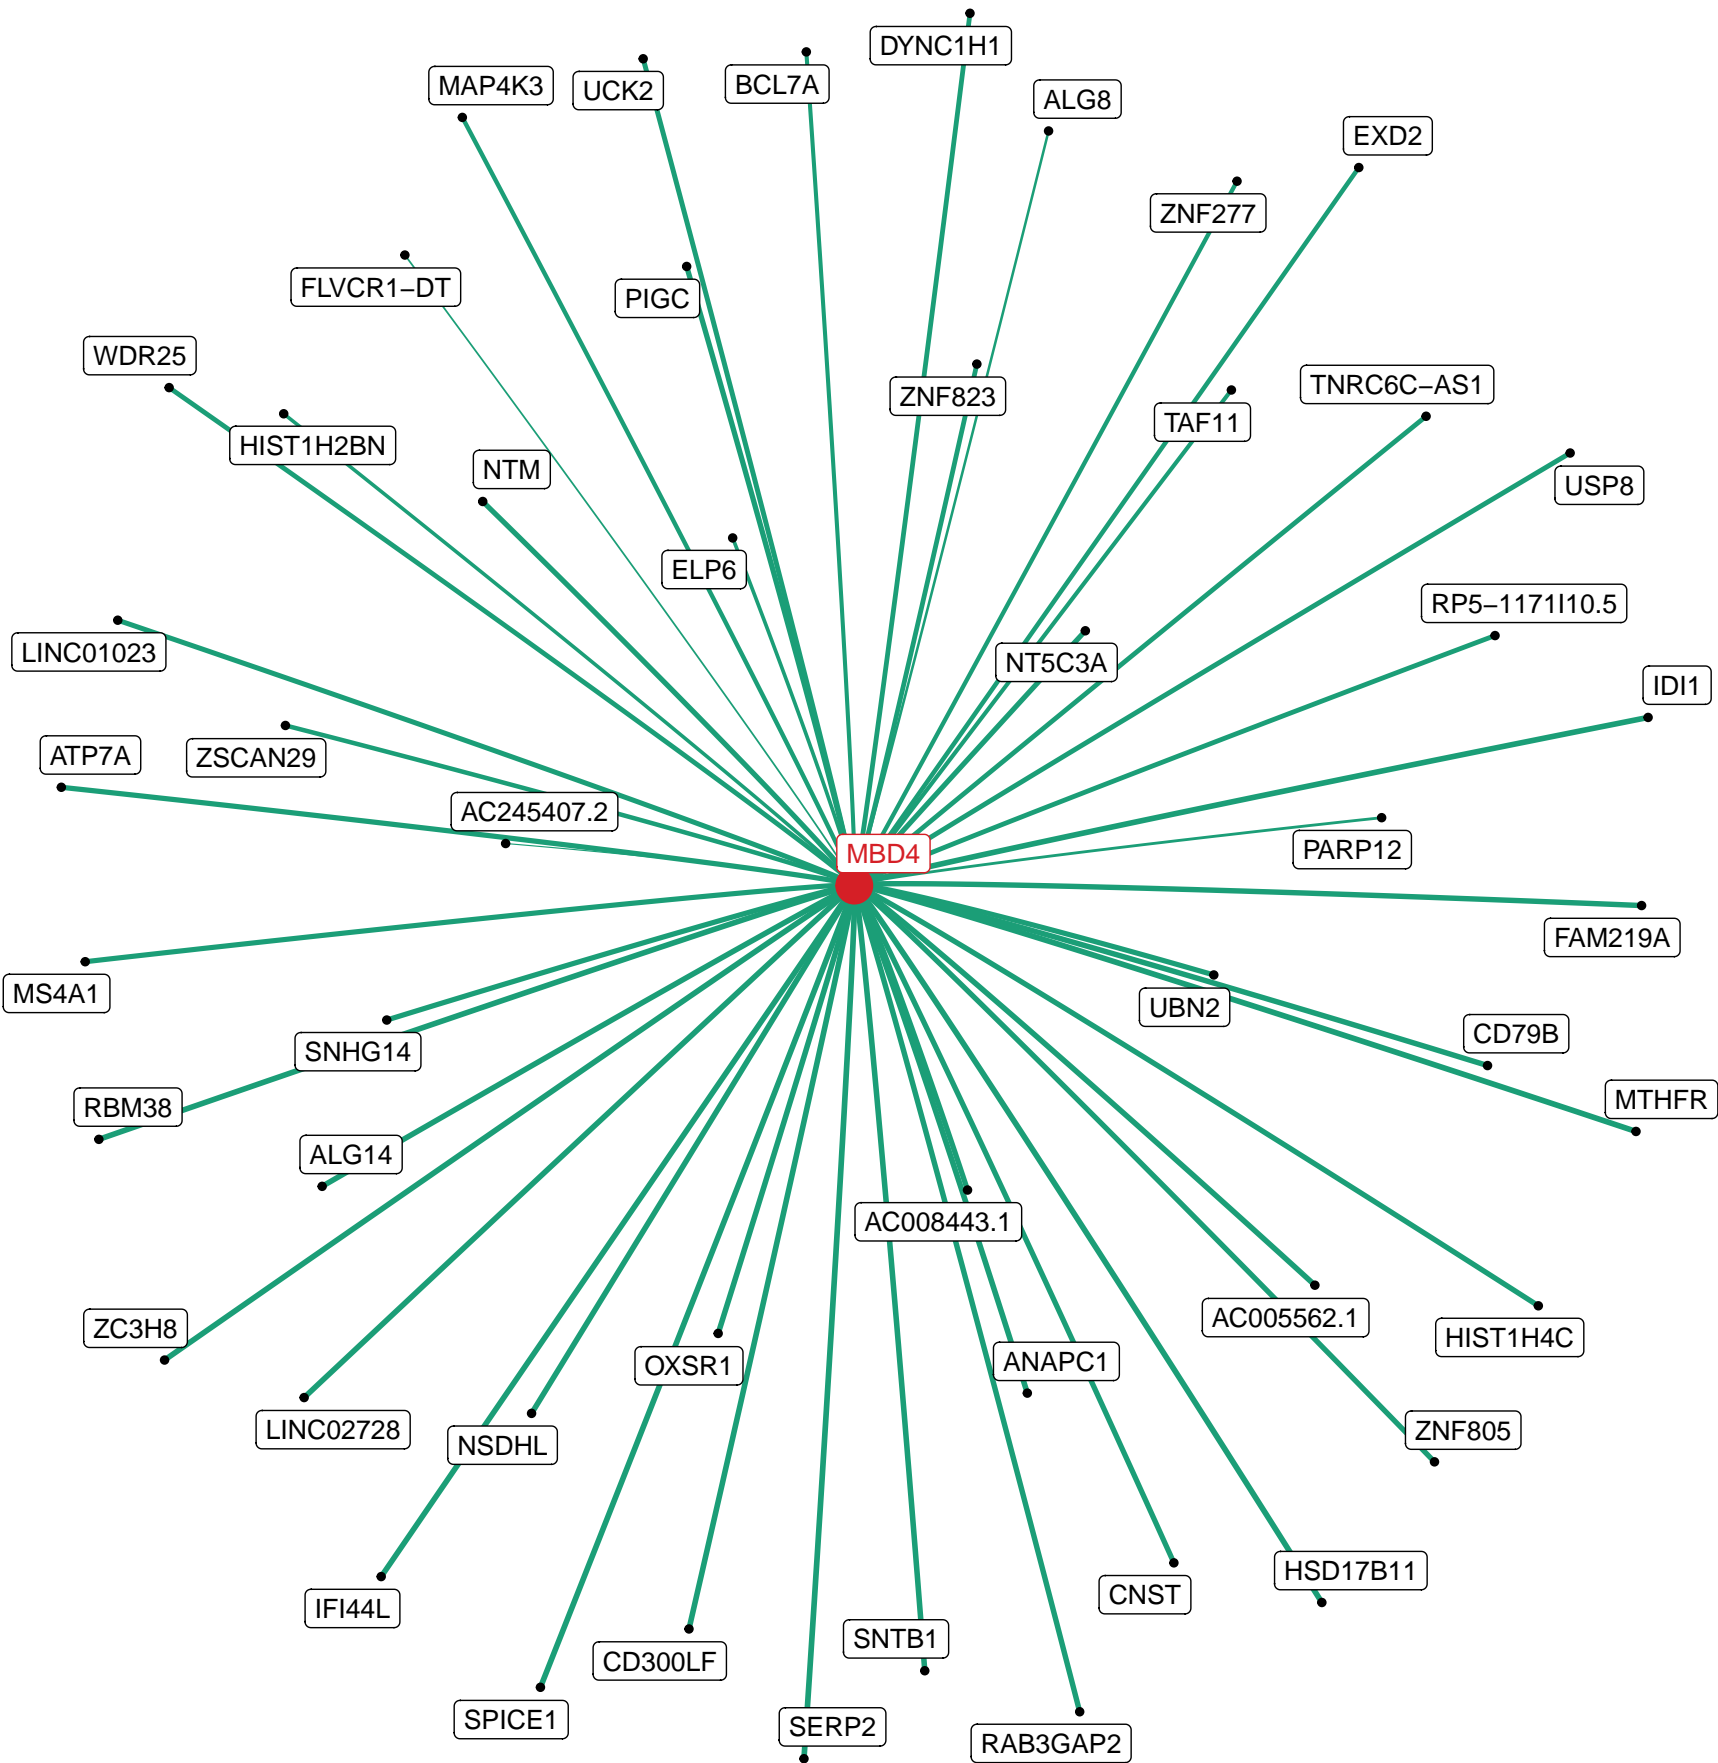 DYNC1H1
MAP4K3
UCK2
BCL7A
ALG8
EXD2
ZNF277
FLVCR1−DT
PIGC
WDR25
ZNF823
TNRC6C−AS1
TAF11
HIST1H2BN
NTM
USP8
ELP6
RP5−1171I10.5
LINC01023
NT5C3A
IDI1
ATP7A
ZSCAN29
AC245407.2
MBD4
PARP12
FAM219A
MS4A1
UBN2
CD79B
SNHG14
RBM38
MTHFR
ALG14
AC008443.1
AC005562.1
ZC3H8
HIST1H4C
OXSR1
ANAPC1
LINC02728
NSDHL
ZNF805
HSD17B11
CNST
IFI44L
SNTB1
CD300LF
SPICE1
SERP2
RAB3GAP2